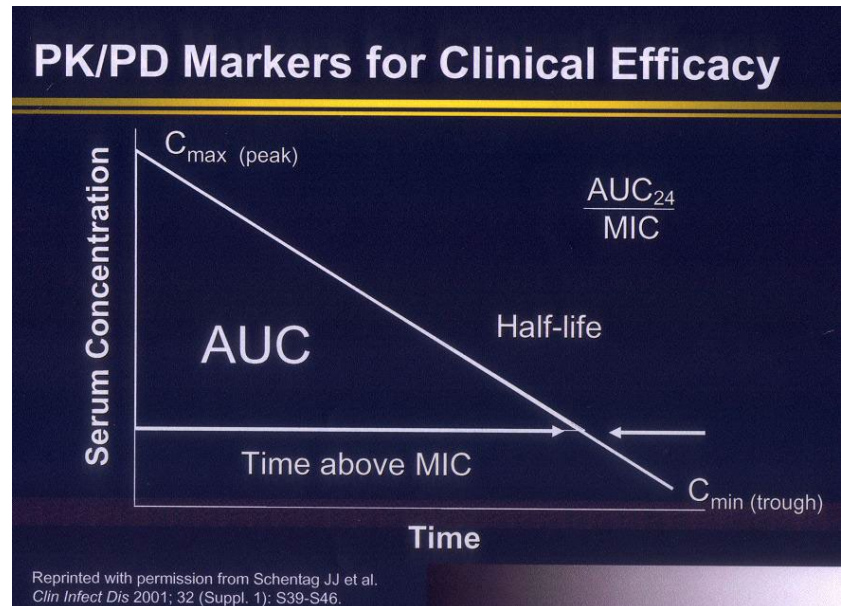 PK/PD Markers for Clinical Efficacy
Cmax (peak)
AUC24
MIC
Serum Concentration
AUC
Half-life
Time above MIC
Cmin (trough)
Time
Reprinted with permission from Schentag JJ et al.
Clin Infect Dis 2001; 32 (Suppl. 1): S39-S46.